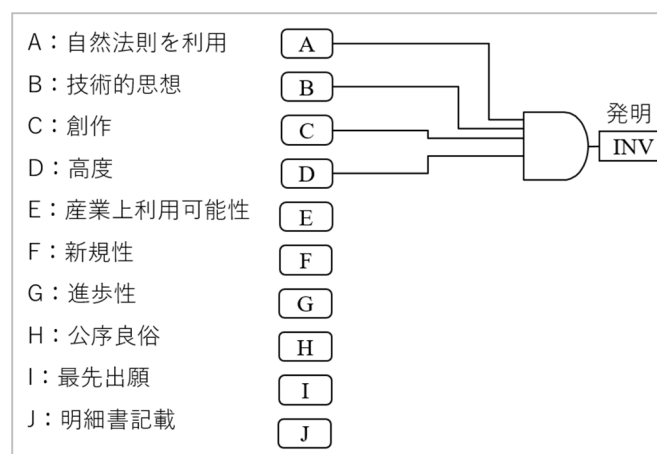 A：自然法則を利用
B：技術的思想
C：創作
D：高度
E：産業上利用可能性
F：新規性
G：進歩性
H：公序良俗
I：最先出願
J：明細書記載
A
B
C
D
E
F
G
H
I
J
発明
INV